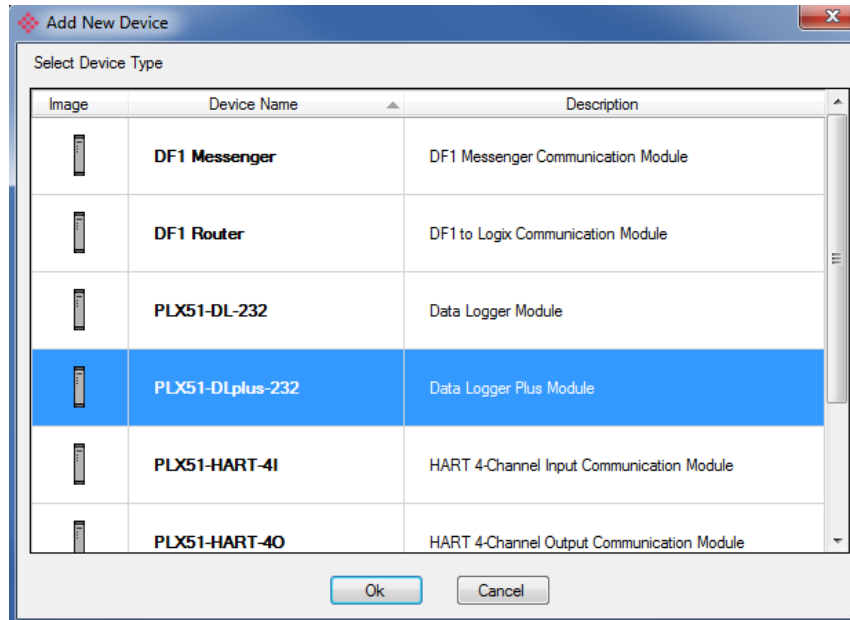 Add New Device
Select Device Type
Image Device Name Description
DF1 Messenger DF1 Messenger Communication Module
DF1 Router DF1 to Logix Communication Module
PLX51-DL-232 Data Logger Module
PLX51-DLplus-232 Data Logger Plus Module
PLX51-HART-4I HART 4-Channel Input Communication Module
PLX51-HART-4O HART 4-Channel Output Communication Module
Ok Cancel